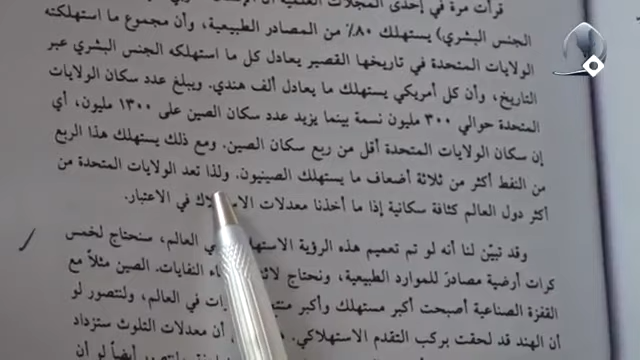 قرأت مرة في إحدى المجلات العلمية أن
الجنس البشري) يستهلك ٨٠٪ من المصادر الطبيعية، وأن مجموع ما استهلكته
الولايات المتحدة في تاريخها القصير يعادل كل ما استهلكه الجنس البشري عبر
التاريخ، وأن كل أمريكي يستهلك ما يعادل ألف هندي. ويبلغ عدد سكان الولايات
المتحدة حوالي ٣٠٠ مليون نسمة بينما يزيد عدد سكان الصين على ١٣٠٠ مليون، أي
إن سكان الولايات المتحدة أقل من ربع سكان الصين. ومع ذلك يستهلك هذا الربع
من النفط أكثر من ثلاثة أضعاف ما يستهلك الصينيون. ولذا تعد الولايات المتحدة من
أكثر دول العالم كثافة سكانية إذا ما أخذنا معدلات في الاعتبار.
وقد تبيّن لنا أنه لو تم تعميم هذه الرؤية العالم، سنحتاج لخمس
كرات أرضية مصادرَ للموارد الطبيعية، ونحتاج النفايات. الصين مثلاً مع
القفزة الصناعية أصبحت أكبر مستهلك وأكبر في العالم، ولنتصور لو
أن الهند قد لحقت بركب التقدم الاستهلاكي. أن معدلات التلوث ستزداد
أيضاً لو أن